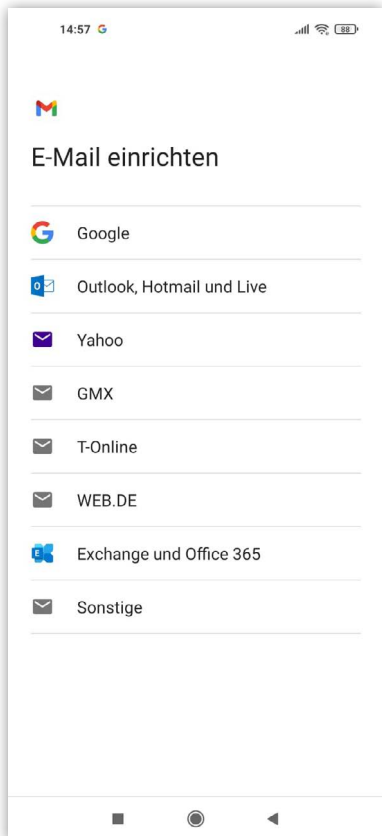 14:57
88
E-Mail einrichten
Google
Outlook, Hotmail und Live
Yahoo
GMX
T-Online
WEB.DE
Exchange und Office 365
Sonstige